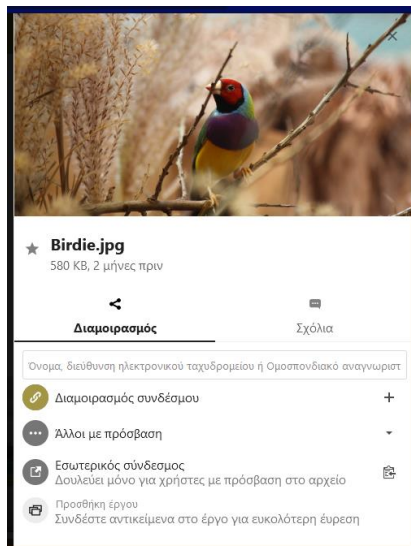 Birdie.jpg
580 KB, 2 μήνες πριν
Διαμοιρασμός
Σχόλια
Όνομα, διεύθυνση ηλεκτρονικού ταχυδρομείου ή Ομοσπονδιακό αναγνωριστ
Διαμοιρασμός συνδέσμου
Άλλοι με πρόσβαση
Εσωτερικός σύνδεσμος
Δουλεύει μόνο για χρήστες με πρόσβαση στο αρχείο
Προσθήκη έργου
Συνδέστε αντικείμενα στο έργο για ευκολότερη έυρεση